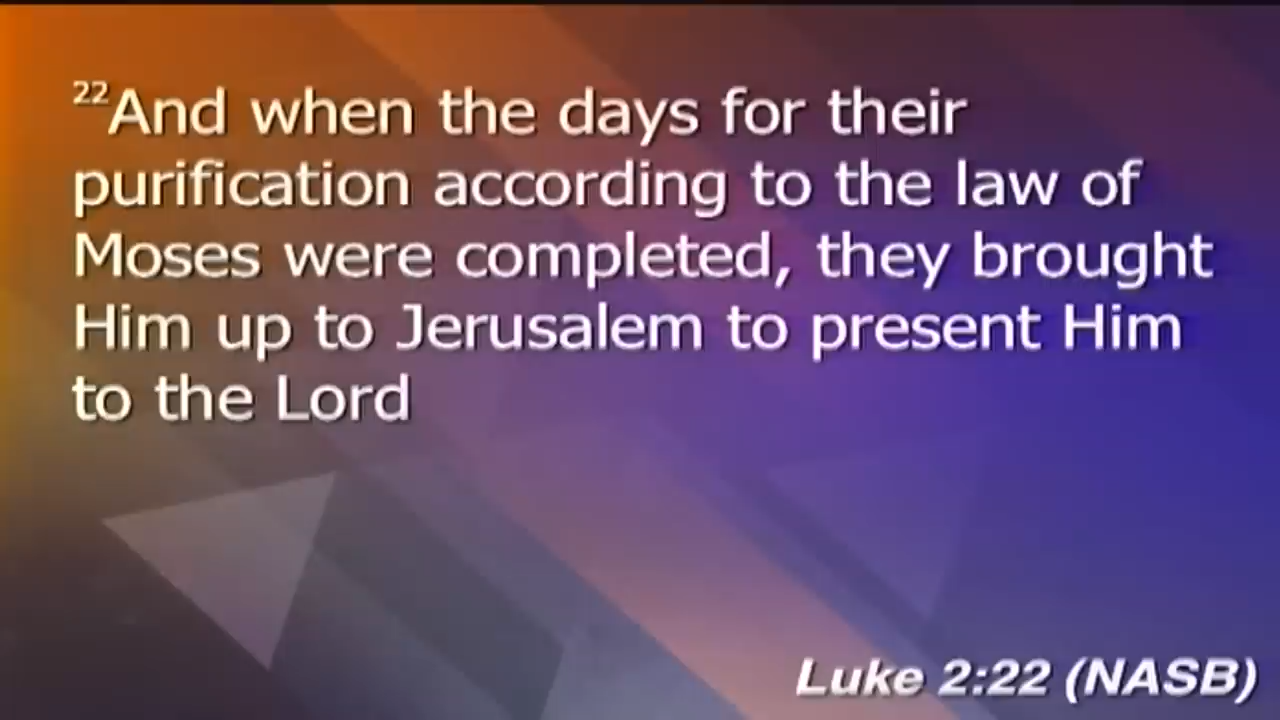 22And when the days for their
purification according to the law of
Moses were completed, they brought
Him up to Jerusalem to present Him
to the Lord
Luke 2:22 (NASB)